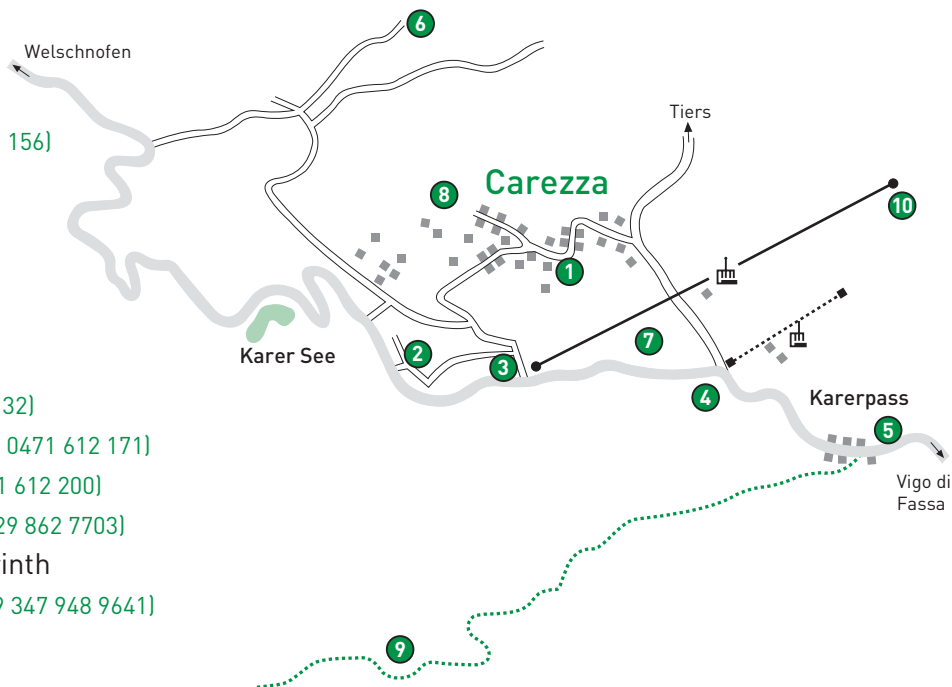 6
Welschnofen
156)
Tiers
Carezza
8
10
1
7
2
Karer See
3
4
Karerpass
32)
5
0471 612 171)
1 612 200)
Vigo di
Fassa
29 862 7703)
inth
9 347 948 9641)
9